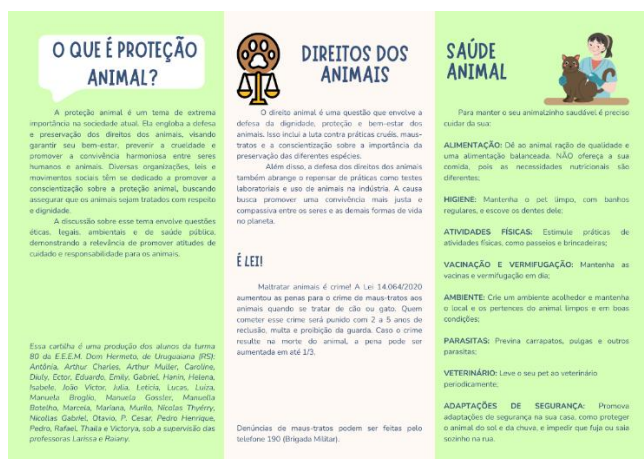 O QUE É PROTEÇÃO
ANIMAL?
A proteção animal é um tema de extrema
importância na sociedade atual. Ela engloba a defesa
e preservação dos direitos dos animais, visando
garantir seu bem-estar, prevenir a crueldade e
promover a convivência harmoniosa entre seres
humanos e animais. Diversas organizações, leis e
movimentos sociais têm se dedicado a promover a
conscientização sobre a proteção animal, buscando
assegurar que os animais sejam tratados com respeito
e dignidade.
A discussão sobre esse tema envolve questões
éticas, legais, ambientais e de saúde pública,
demonstrando a relevância de promover atitudes de
cuidado e responsabilidade para os animais.
Essa cartilha é uma produção dos alunos da turma
80 da E.E.E.M. Dom Hermeto, de Uruguaiana (RS):
Antônia, Arthur Charles, Arthur Muller, Caroline,
Diuly, Ector, Eduardo, Emily, Gabriel, Hanin, Helena,
Isabele, João Victor, Julia, Leticia, Lucas, Luiza,
Manuela Broglio, Manuela Gossler, Manuella
Botelho, Marcela, Mariana, Murilo, Nicolas Thylérry,
Nicollas Gabriel, Otavio, P. Cesar, Pedro Henrique,
Pedro, Rafael, Thaila e Victorya, sob a supervisão das
professoras Larissa e Raiany.
DIREITOS DOS
ANIMAIS
O direito animal é uma questão que envolve a
defesa da dignidade, proteção e bem-estar dos
animais. Isso inclui a luta contra práticas cruéis, maus-
tratos e a conscientização sobre a importância da
preservação das diferentes espécies.
Além disso, a defesa dos direitos dos animais
também abrange o repensar de práticas como testes
laboratoriais e uso de animais na indústria. A causa
busca promover uma convivência mais justa e
compassiva entre os seres e as demais formas de vida
no planeta.
É LEI!
Maltratar animais é crime! A Lei 14.064/2020
aumentou as penas para o crime de maus-tratos aos
animais quando se tratar de cão ou gato. Quem
cometer esse crime será punido com 2 a 5 anos de
reclusão, multa e proibição da guarda. Caso o crime
resulte na morte do animal, a pena pode ser
aumentada em até 1/3.
Denúncias de maus-tratos podem ser feitas pelo
telefone 190 (Brigada Militar).
SAÚDE
ANIMAL
Para manter o seu animalzinho saudável é preciso
cuidar da sua:
ALIMENTAÇÃO: Dê ao animal ração de qualidade e
uma alimentação balanceada. NÃO ofereça a sua
comida, pois as necessidades nutricionais são
diferentes;
HIGIENE: Mantenha o pet limpo, com banhos
regulares, e escove os dentes dele;
ATIVIDADES FÍSICAS: Estimule práticas de
atividades físicas, como passeios e brincadeiras;
VACINAÇÃO E VERMIFUGAÇÃO: Mantenha as
vacinas e vermifugação em dia;
AMBIENTE: Crie um ambiente acolhedor e mantenha
o local e os pertences do animal limpos e em boas
condições;
PARASITAS: Previna carrapatos, pulgas e outros
parasitas;
VETERINÁRIO: Leve o seu pet ao veterinário
periodicamente;
ADAPTAÇÕES DE SEGURANÇA: Promova
adaptações de segurança na sua casa, como proteger
o animal do sol e da chuva, e impedir que fuja ou saia
sozinho na rua.